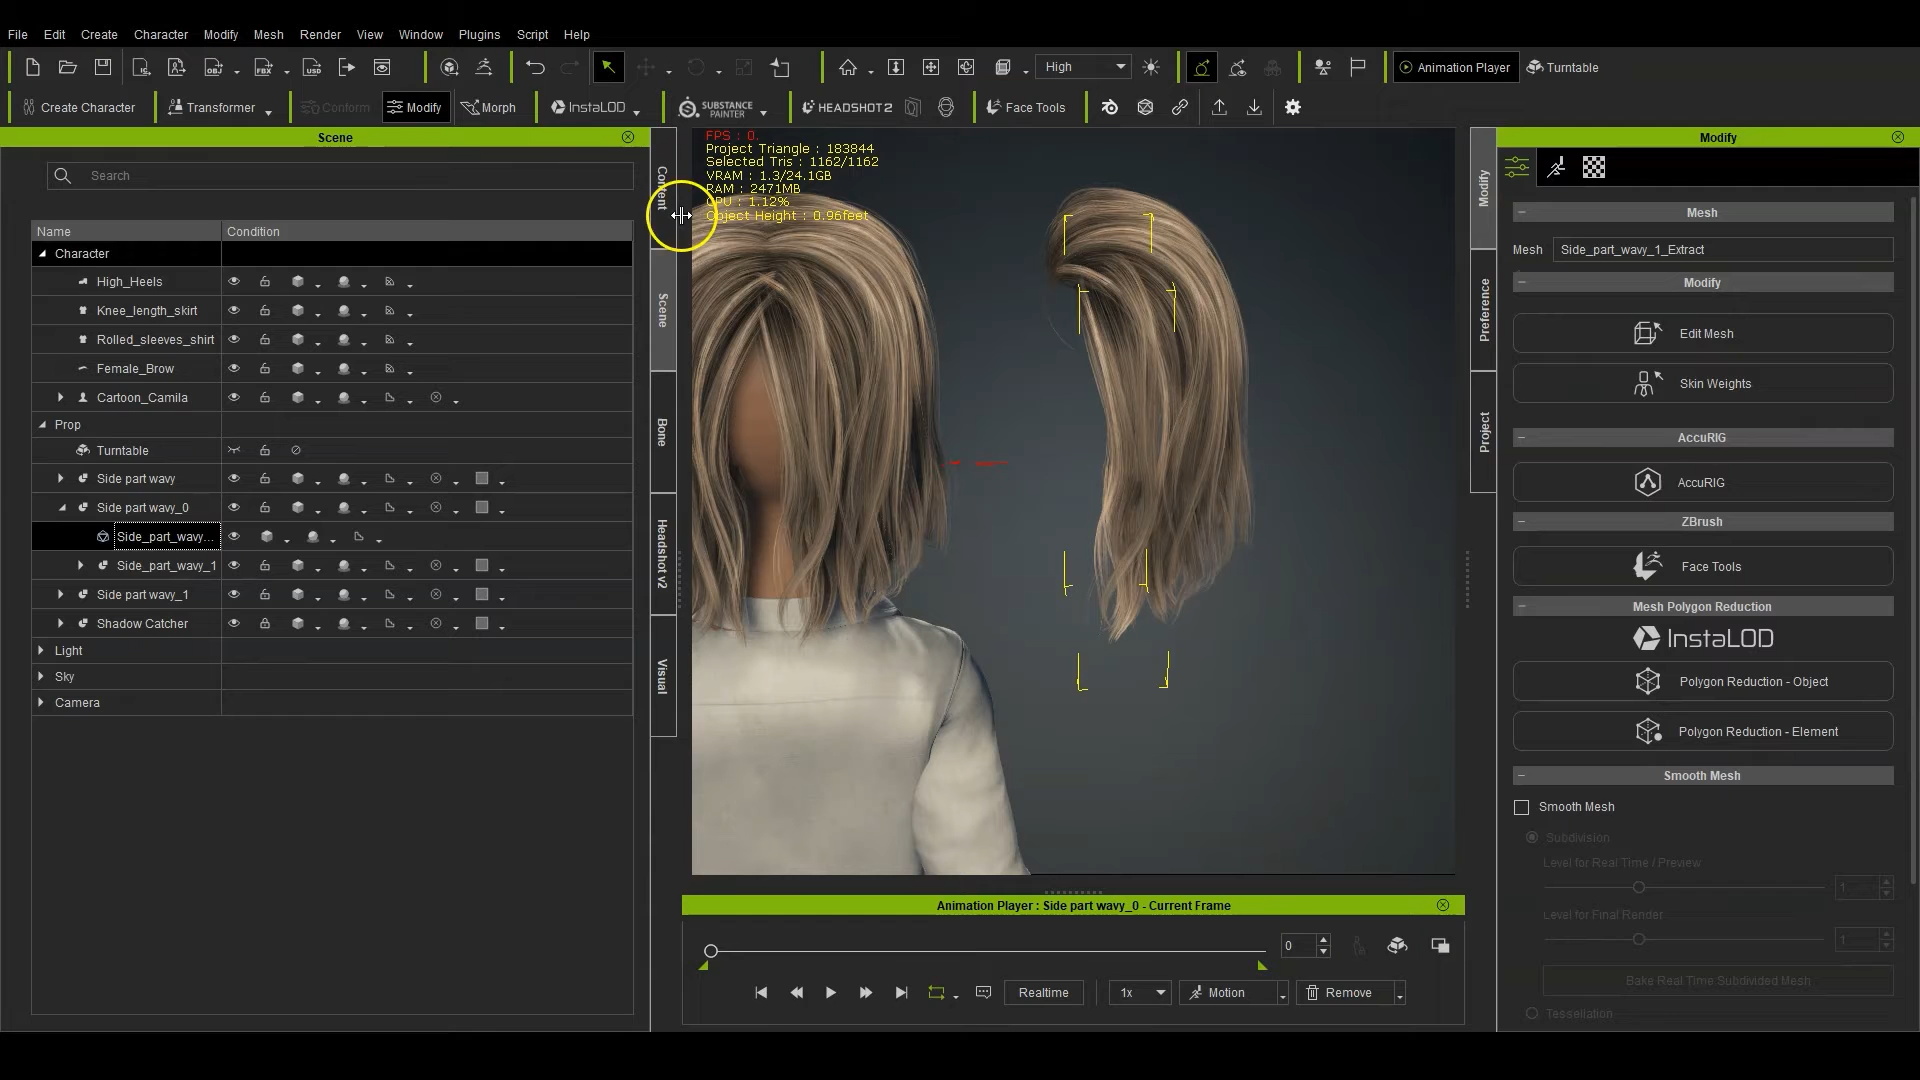 File Edit Create Character Modify Mesh Render View Window Plugins Script Help
High
Animation Player
Turntable
Create Character
Transformer
Conform
Modify
Morph
InstaLOD
SUBSTANCE PAINTER
HEADSHOT 2
Face Tools
Scene
Search
Name Condition
Character
High_Heels
Knee_length_skirt
Rolled_sleeves_shirt
Female_Brow
Cartoon_Camila
Prop
Turntable
Side part wavy
Side part wavy_0
Side_part_wavy...
Side_part_wavy_1
Side part wavy_1
Shadow Catcher
Light
Sky
Camera
Content
Scene
Bone
Headshot v2
Visual
FPS : 0.
Project Triangle : 183844
Selected Tris : 1162/1162
VRAM : 1.3/24.1GB
RAM : 2471MB
CPU : 1.12%
Object Height : 0.96feet
Animation Player : Side part wavy_0 - Current Frame
0
Realtime
1x
Motion
Remove
Modify
Preference
Project
Modify
Mesh
Mesh Side_part_wavy_1_Extract
Modify
Edit Mesh
Skin Weights
AccuRIG
AccuRIG
ZBrush
Face Tools
Mesh Polygon Reduction
InstaLOD
Polygon Reduction - Object
Polygon Reduction - Element
Smooth Mesh
Smooth Mesh
Subdivision
Level for Real Time / Preview
1
Level for Final Render
1
Bake Real Time Subdivided Mesh
Tessellation